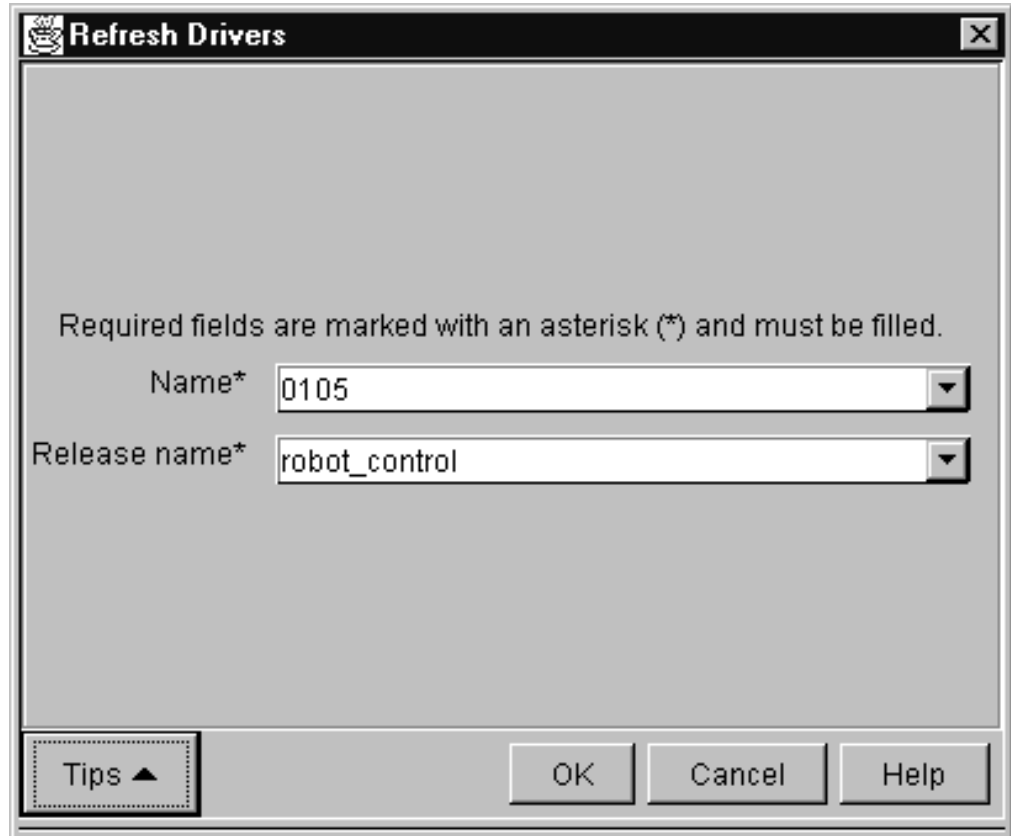 Refresh Drivers
Required fields are marked with an asterisk (*) and must be filled.
Name* 0105
Release name* robot_control
Tips OK Cancel Help